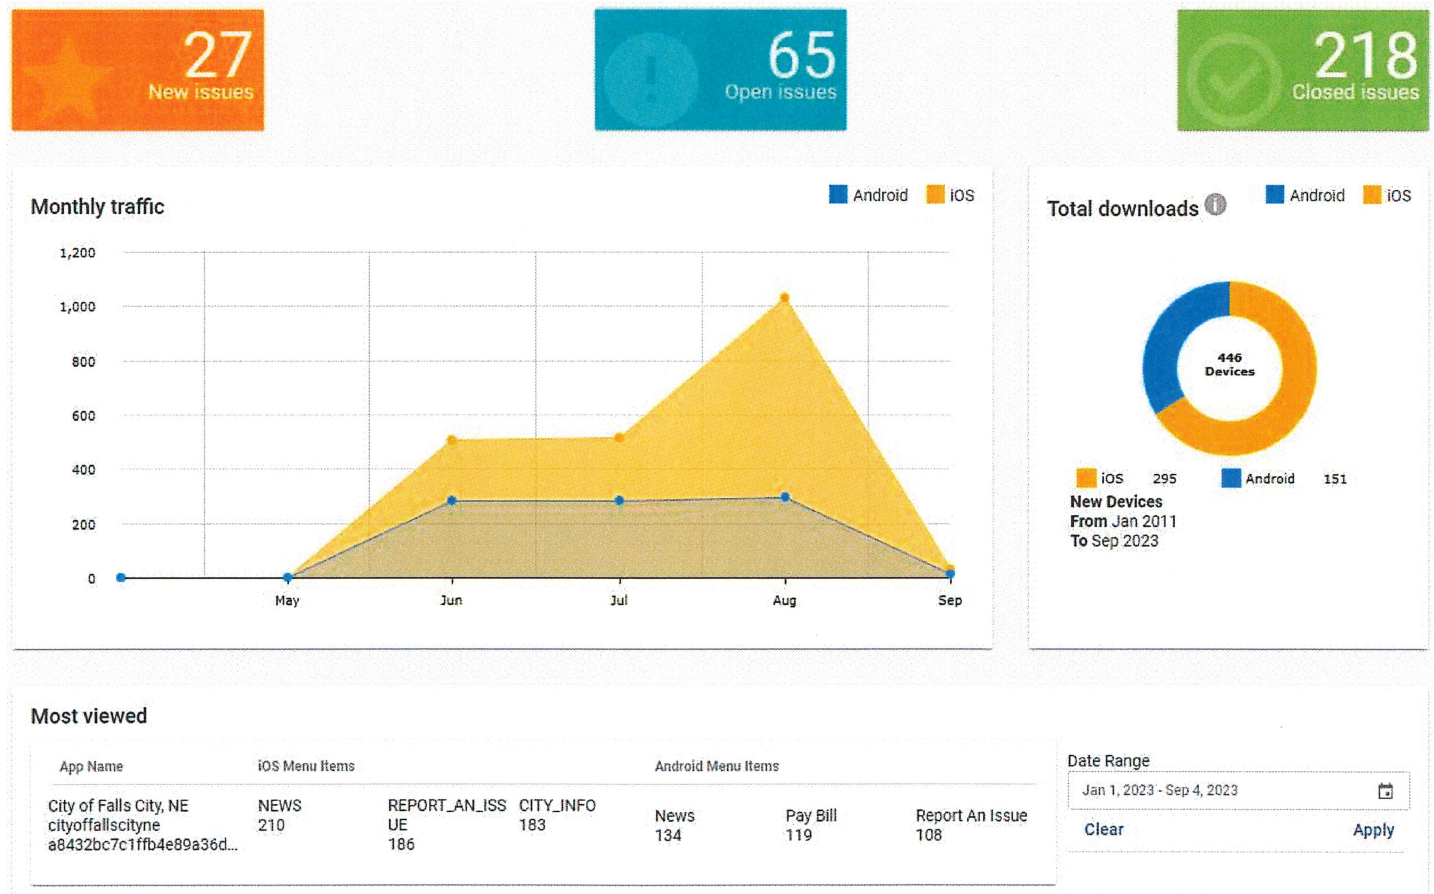 27
New issues
65
Open issues
218
Closed issues
Monthly traffic
Android
iOS
1,200
1,000
800
600
400
200
0
May
Jun
Jul
Aug
Sep
Total downloads
Android
iOS
446
Devices
iOS 295
Android 151
New Devices
From Jan 2011
To Sep 2023
Most viewed
App Name
iOS Menu Items
Android Menu Items
City of Falls City, NE
cityoffallscityne
a8432bc7c1ffb4e89a36d...
NEWS
210
REPORT_AN_ISS
UE
186
CITY_INFO
183
News
134
Pay Bill
119
Report An Issue
108
Date Range
Jan 1, 2023 - Sep 4, 2023
Clear
Apply